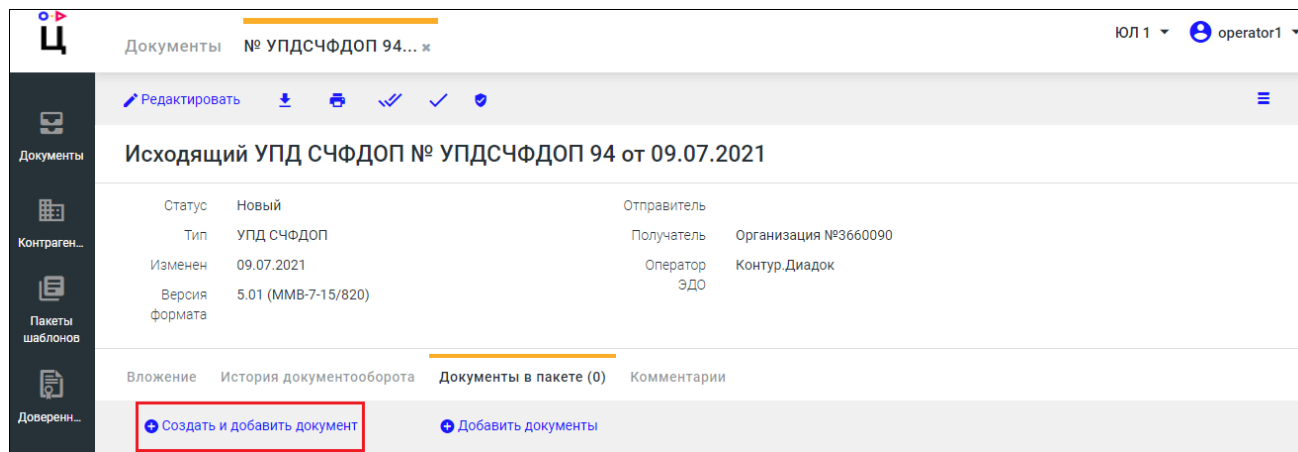 Ц
Документы № УПДСЧФДОП 94... × ЮЛ 1 operator1
Редактировать
Документы
Исходящий УПД СЧФДОП № УПДСЧФДОП 94 от 09.07.2021
Статус Новый Отправитель
Тип УПД СЧФДОП Получатель Организация №3660090
Контраген...
Изменен 09.07.2021 Оператор ЭДО Контур.Диадок
Версия формата 5.01 (ММВ-7-15/820)
Пакеты
шаблонов
Вложение История документооборота Документы в пакете (0) Комментарии
Доверенн...
Создать и добавить документ Добавить документы